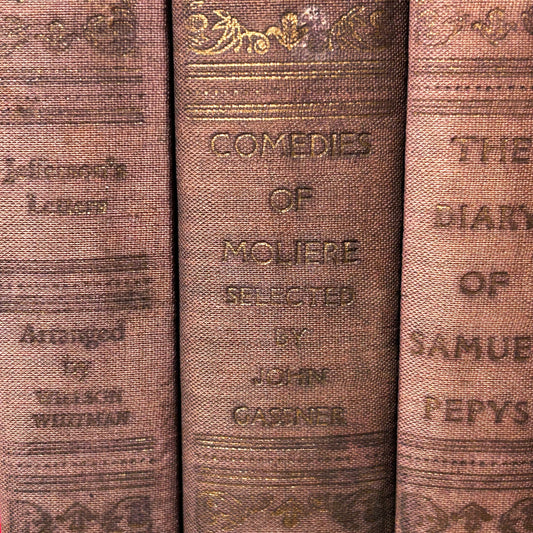 Jefferson's
Letters
Arranged
by
WILLSON
WHITMAN
COMEDIES
OF
MOLIERE
SELECTED
BY
JOHN
GASSNER
THE
DIARY
OF
SAMUE
PEPYS